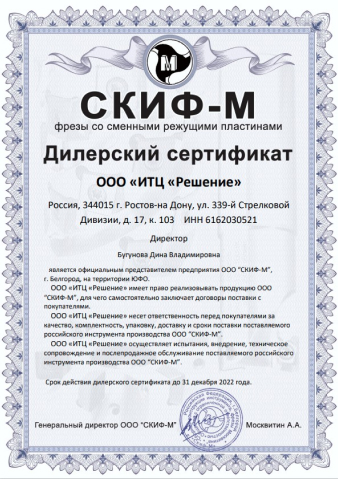 М
СКИФ-М
фрезы со сменными режущими пластинами
Дилерский сертификат
ООО «ИТЦ «Решение»
Россия, 344015 г. Ростов-на Дону, ул. 339-й Стрелковой
Дивизии, д. 17, к. 103 ИНН 6162030521
Директор
Бугунова Дина Владимировна
является официальным представителем предприятия ООО “СКИФ-М”,
г. Белгород, на территории ЮФО.
ООО «ИТЦ «Решение» имеет право реализовывать продукцию ООО
“СКИФ-М”, для чего самостоятельно заключает договоры поставки с
покупателями.
ООО «ИТЦ «Решение» несет ответственность перед покупателями за
качество, комплектность, упаковку, доставку и сроки поставки поставляемого
российского инструмента производства ООО “СКИФ-М”.
ООО «ИТЦ «Решение» осуществляет испытания, внедрение, техническое
сопровождение и послепродажное обслуживание поставляемого российского
инструмента производства ООО “СКИФ-М”.
Срок действия дилерского сертификата до 31 декабря 2022 года.
Генеральный директор ООО “СКИФ-М” Москвитин А.А.